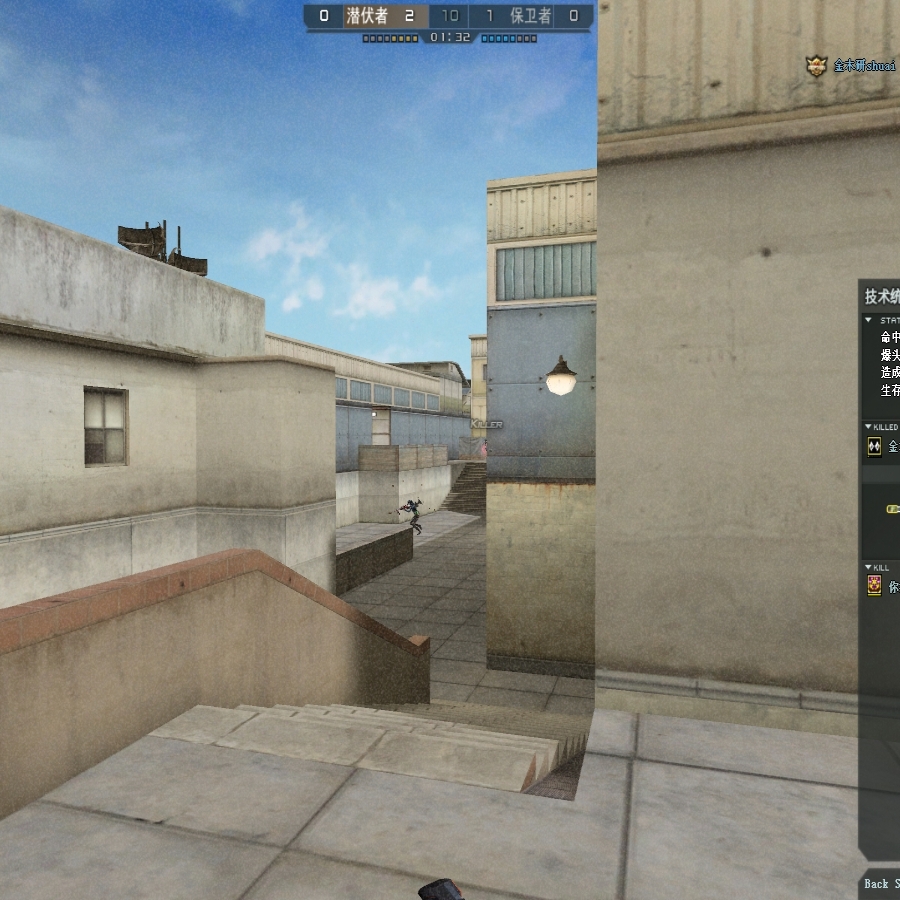 0 潜伏者 2 10 1 保卫者 0
01:32
金木研shuai
技术统
STAT
命中
爆头
造成
生存
KILLER
KILLED
金
KILL
你
Back S